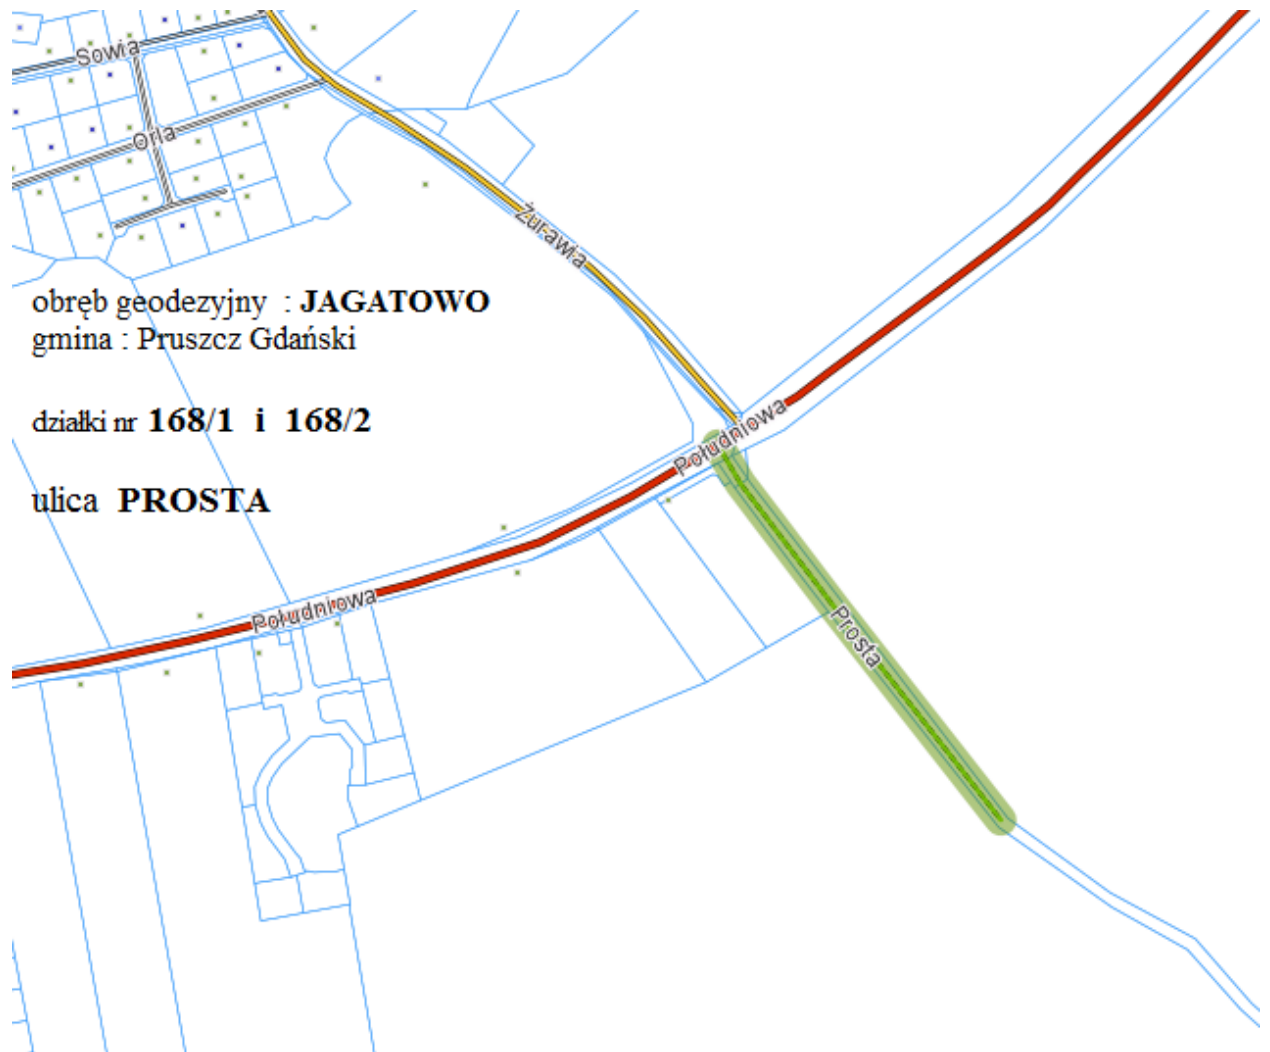 Sowia
Orla
Żurawia
obręb geodezyjny : JAGATOWO
gmina : Pruszcz Gdański
działki nr 168/1 i 168/2
ulica PROSTA
Południowa
Południowa
Prosta